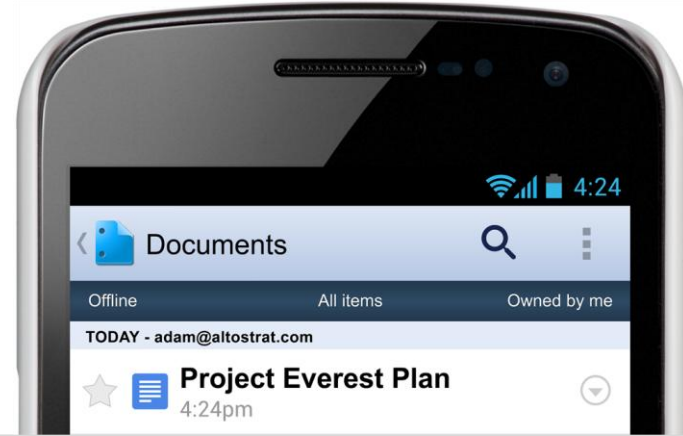 4:24
Documents
Offline All items Owned by me
TODAY - adam@altostrat.com
Project Everest Plan
4:24pm